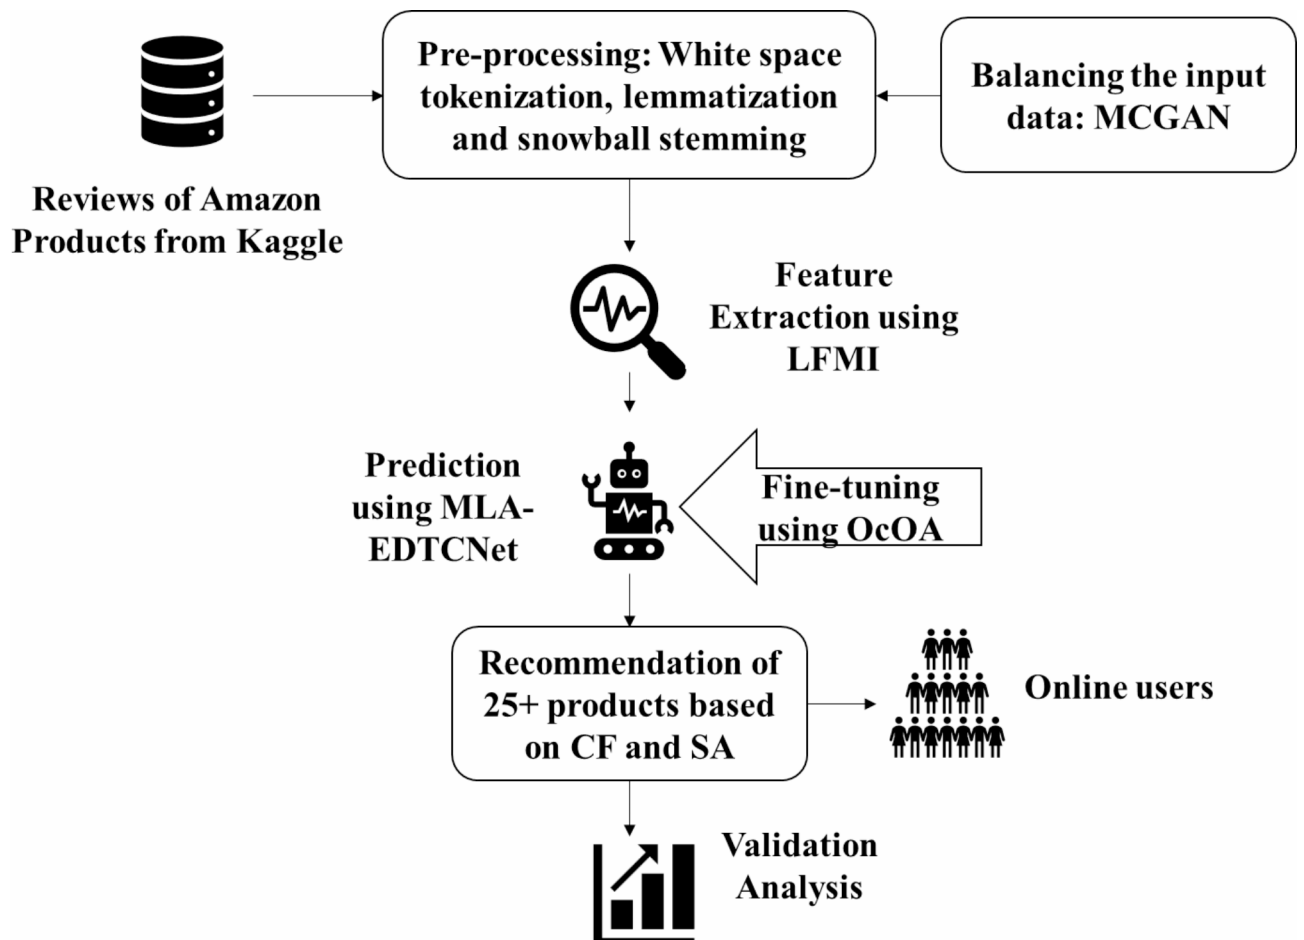 Pre-processing: White space
tokenization, lemmatization
and snowball stemming
Balancing the input
data: MCGAN
Reviews of Amazon
Products from Kaggle
Feature
Extraction using
LFMI
Prediction
using MLA-
EDTCNet
Fine-tuning
using OcOA
Recommendation of
25+ products based
on CF and SA
Online users
Validation
Analysis